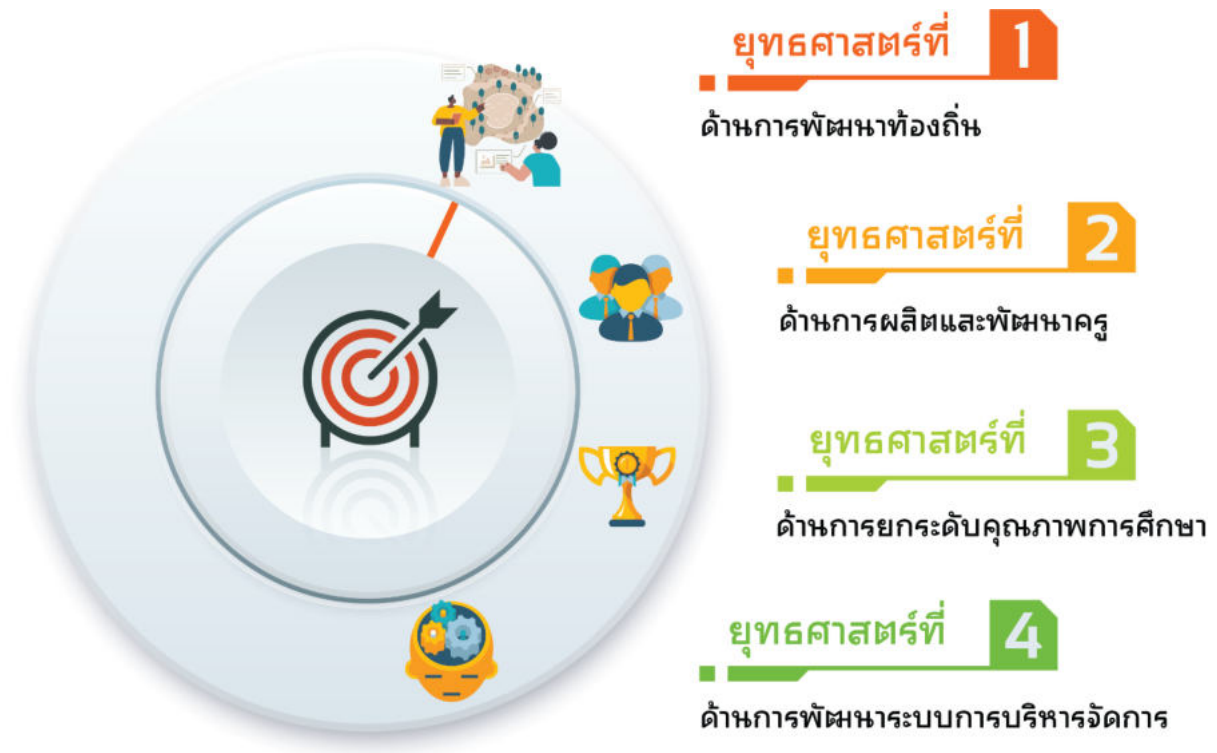 ยุทธศาสตร์ที่ 1
ด้านการพัฒนาท้องถิ่น
ยุทธศาสตร์ที่ 2
ด้านการผลิตและพัฒนาครู
ยุทธศาสตร์ที่ 3
ด้านการยกระดับคุณภาพการศึกษา
ยุทธศาสตร์ที่ 4
ด้านการพัฒนาระบบการบริหารจัดการ